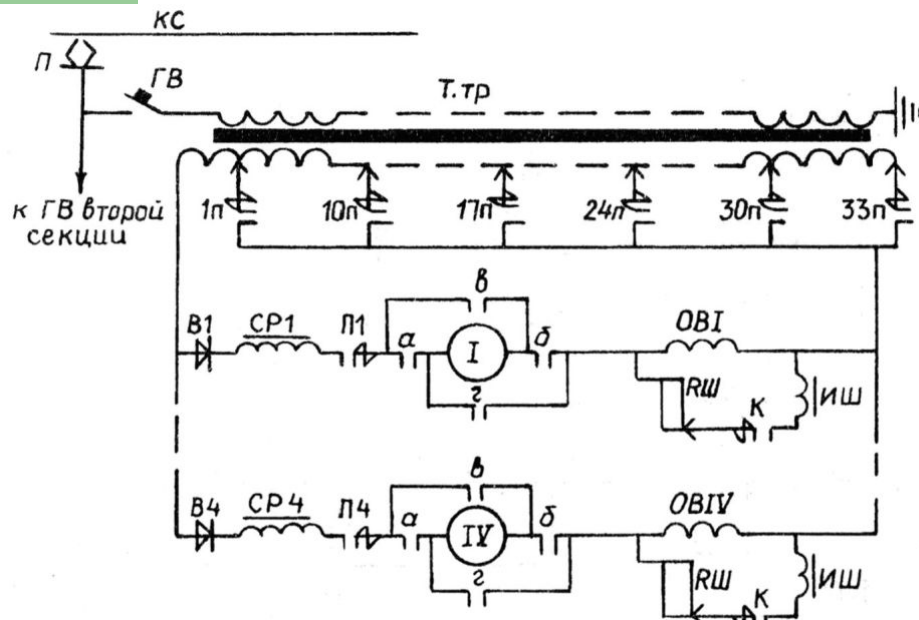 КС
П
ГВ
Т.тр
к ГВ второй
секции
1п 10п 17п 24п 30п 33п
в
В1 СР1 П1 а I б ОВI
г RШ К ИШ
в
В4 СР4 П4 а IV б ОВIV
г RШ К ИШ